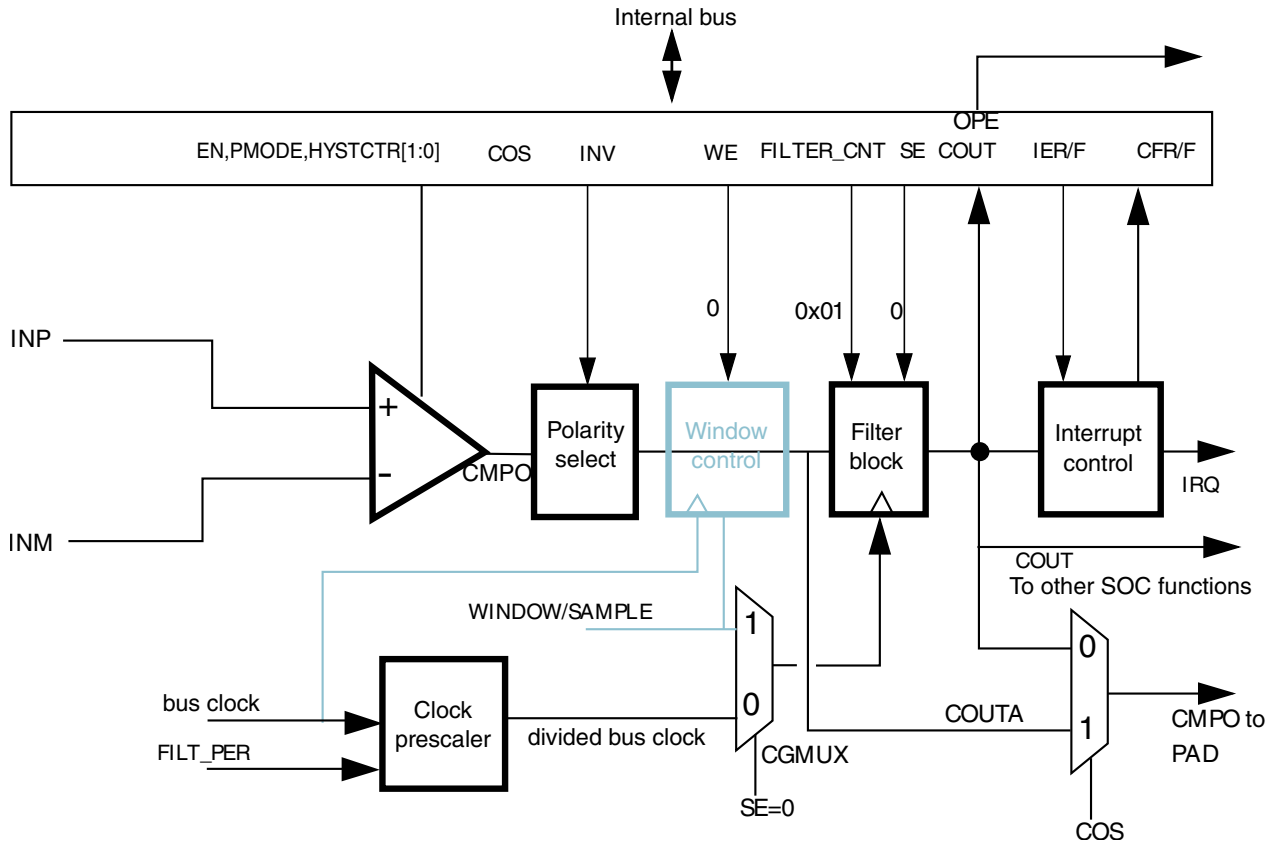 Internal bus
OPE
EN,PMODE,HYSTCTR[1:0] COS INV WE FILTER_CNT SE COUT IER/F CFR/F
0 0x01 0
INP
+
-
CMPO
Polarity
select
Window
control
Filter
block
Interrupt
control
IRQ
INM
COUT
To other SOC functions
WINDOW/SAMPLE
1
0
0
1
bus clock
FILT_PER
Clock
prescaler
divided bus clock
CGMUX
SE=0
COUTA
CMPO to
PAD
COS